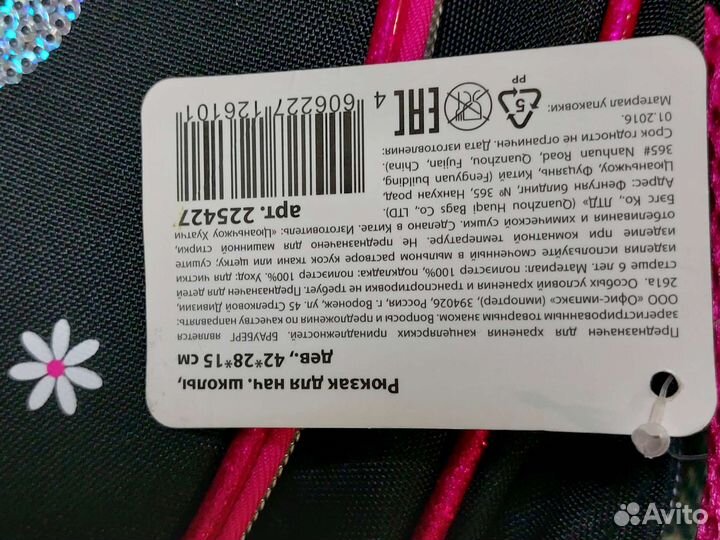 Рюкзак для нач. школы,
дев., 42*28*15 см
Предназначен для хранения канцелярских принадлежностей. БРАУБЕРГ является
зарегистрированным товарным знаком. Вопросы и предложения по качеству направлять:
ООО «Офис-импэкс» (импортер), 394026, Россия, г. Воронеж, ул. 45 Стрелковой Дивизии,
261а. Особых условий хранения и транспортировки не требует. Предназначен для детей
старше 6 лет. Материал: полиэстер 100%, подкладка: полиэстер 100%. Уход: для чистки
изделия используйте смоченный в мыльном растворе кусок ткани или щетку; сушите
изделие при комнатной температуре. Не предназначено для машинной стирки,
отбеливания и химической сушки. Сделано в Китае. Изготовитель: «Цюаньчжоу Хуатчи
Бэгс Ко., ЛТД» (Quanzhou Huaqi Bags Co., LTD),
Адрес: Фенгуян билдинг, № 365, Нанхуан роад,
Цюаньчжоу, Фуцзянь, Китай (Fengyuan building,
365# Nanhuan Road, Quanzhou, Fujian, China).
Срок годности не ограничен. Дата изготовления:
01.2016.
Материал упаковки:
5
PP
EAC
арт. 225427
4 606227 126101
Avito